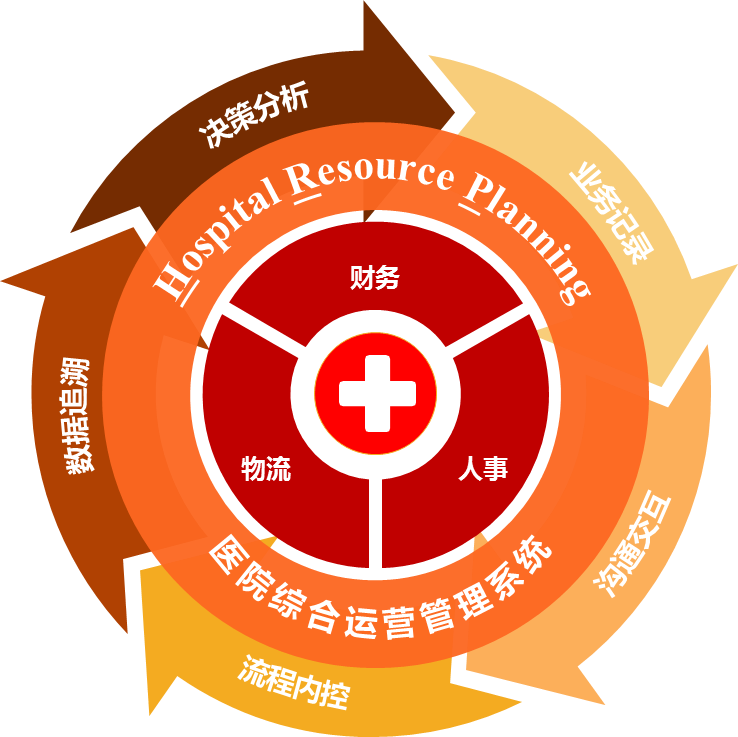 决策分析
业务记录
沟通交互
流程内控
数据追溯
Hospital Resource Planning
财务
人事
物流
医院综合运营管理系统